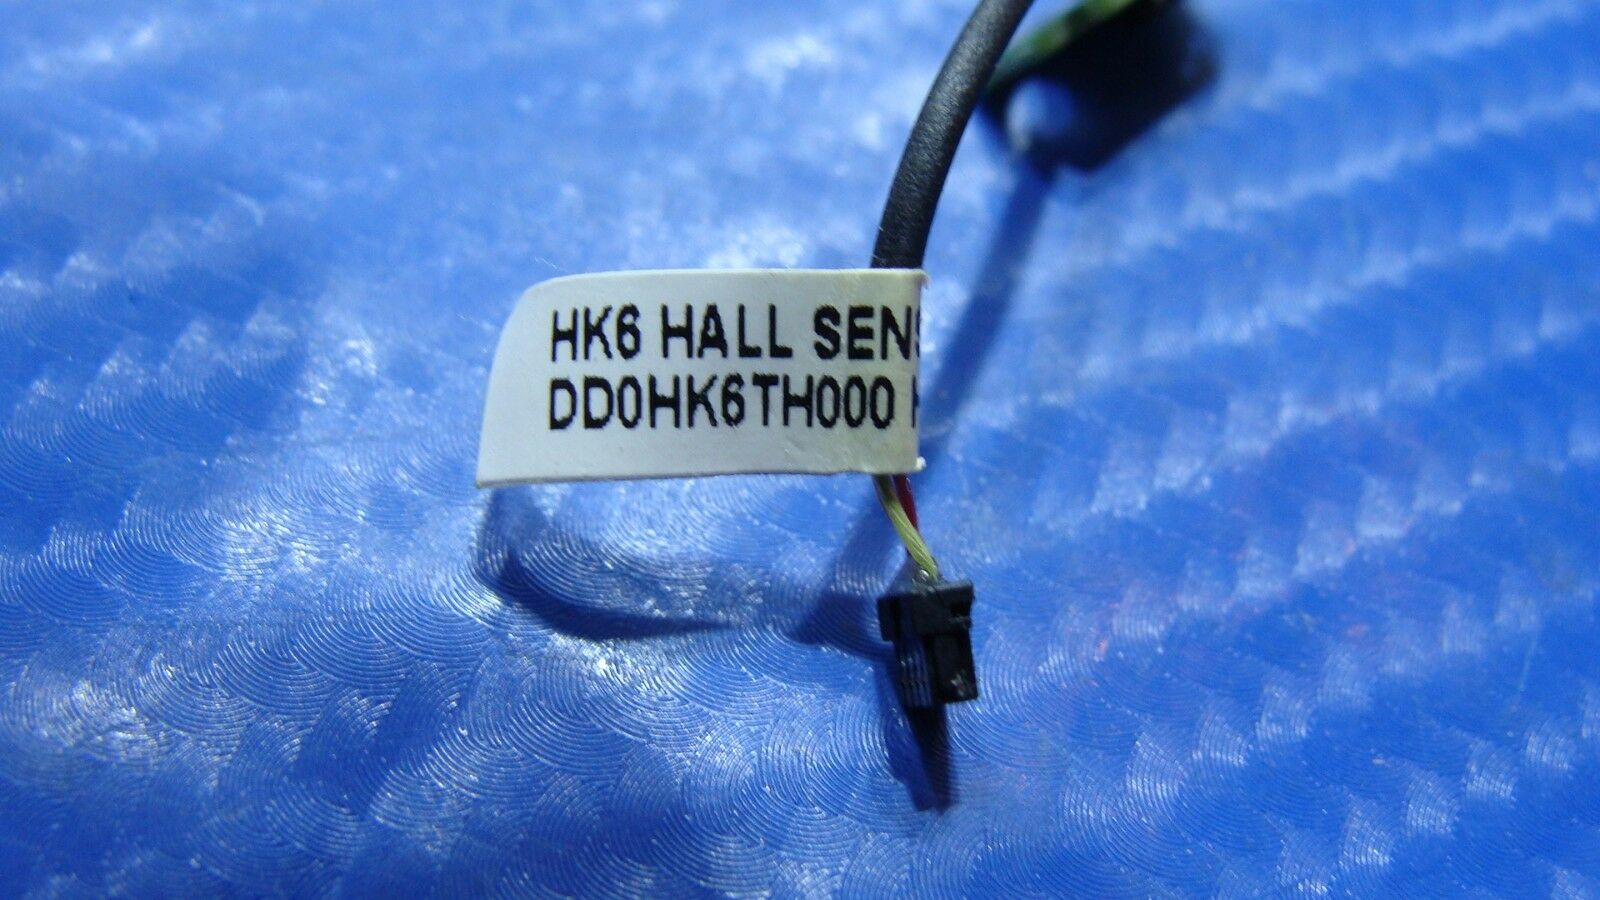 HK6 HALL SENS
DD0HK6TH000 H